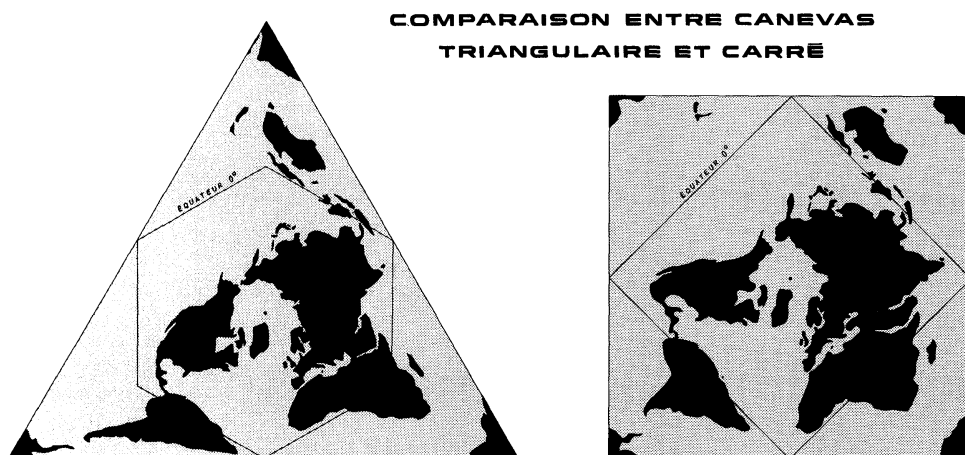 COMPARAISON ENTRE CANEVAS
TRIANGULAIRE ET CARRÉ
EQUATEUR 0°
EQUATEUR 0°